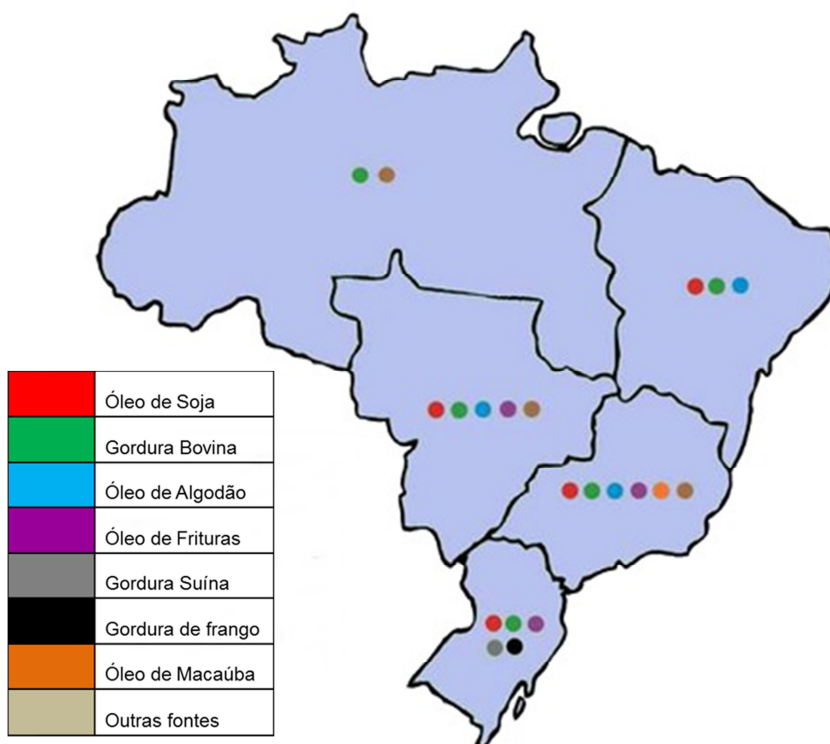 Óleo de Soja
Gordura Bovina
Óleo de Algodão
Óleo de Frituras
Gordura Suína
Gordura de frango
Óleo de Macaúba
Outras fontes